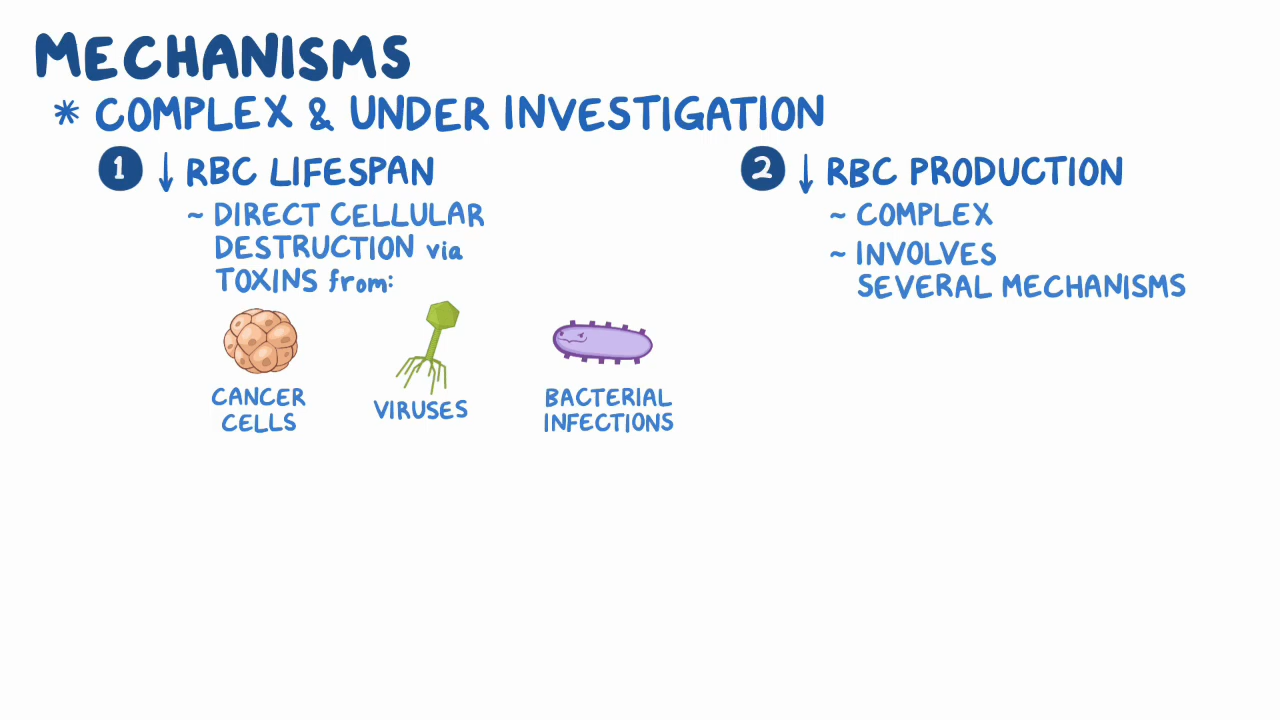 MECHANISMS
* COMPLEX & UNDER INVESTIGATION
1 ↓ RBC LIFESPAN
~ DIRECT CELLULAR
DESTRUCTION via
TOXINS from:
CANCER
CELLS
VIRUSES
BACTERIAL
INFECTIONS
2 ↓ RBC PRODUCTION
~ COMPLEX
~ INVOLVES
SEVERAL MECHANISMS